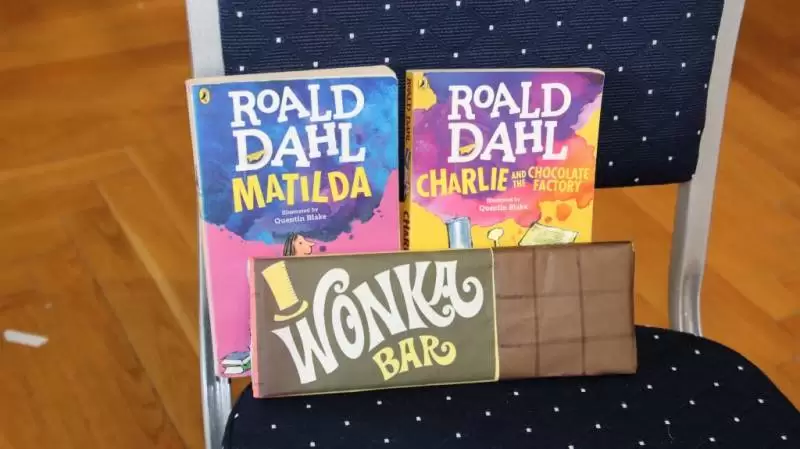 ROALD
DAHL
MATILDA
Illustrated by
Quentin Blake
ROALD
DAHL
CHARLIE AND THE CHOCOLATE FACTORY
Illustrated by
Quentin Blake
WONKA
BAR